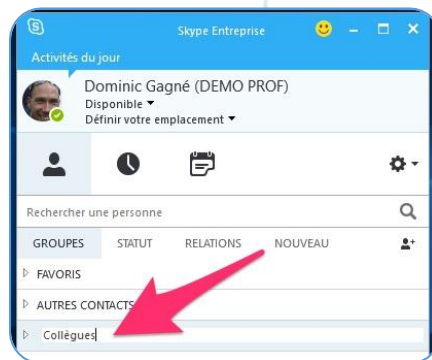 Skype Entreprise
Activités du jour
Dominic Gagné (DEMO PROF)
Disponible
Définir votre emplacement
Rechercher une personne
GROUPES STATUT RELATIONS NOUVEAU
FAVORIS
AUTRES CONTACTS
Collègues